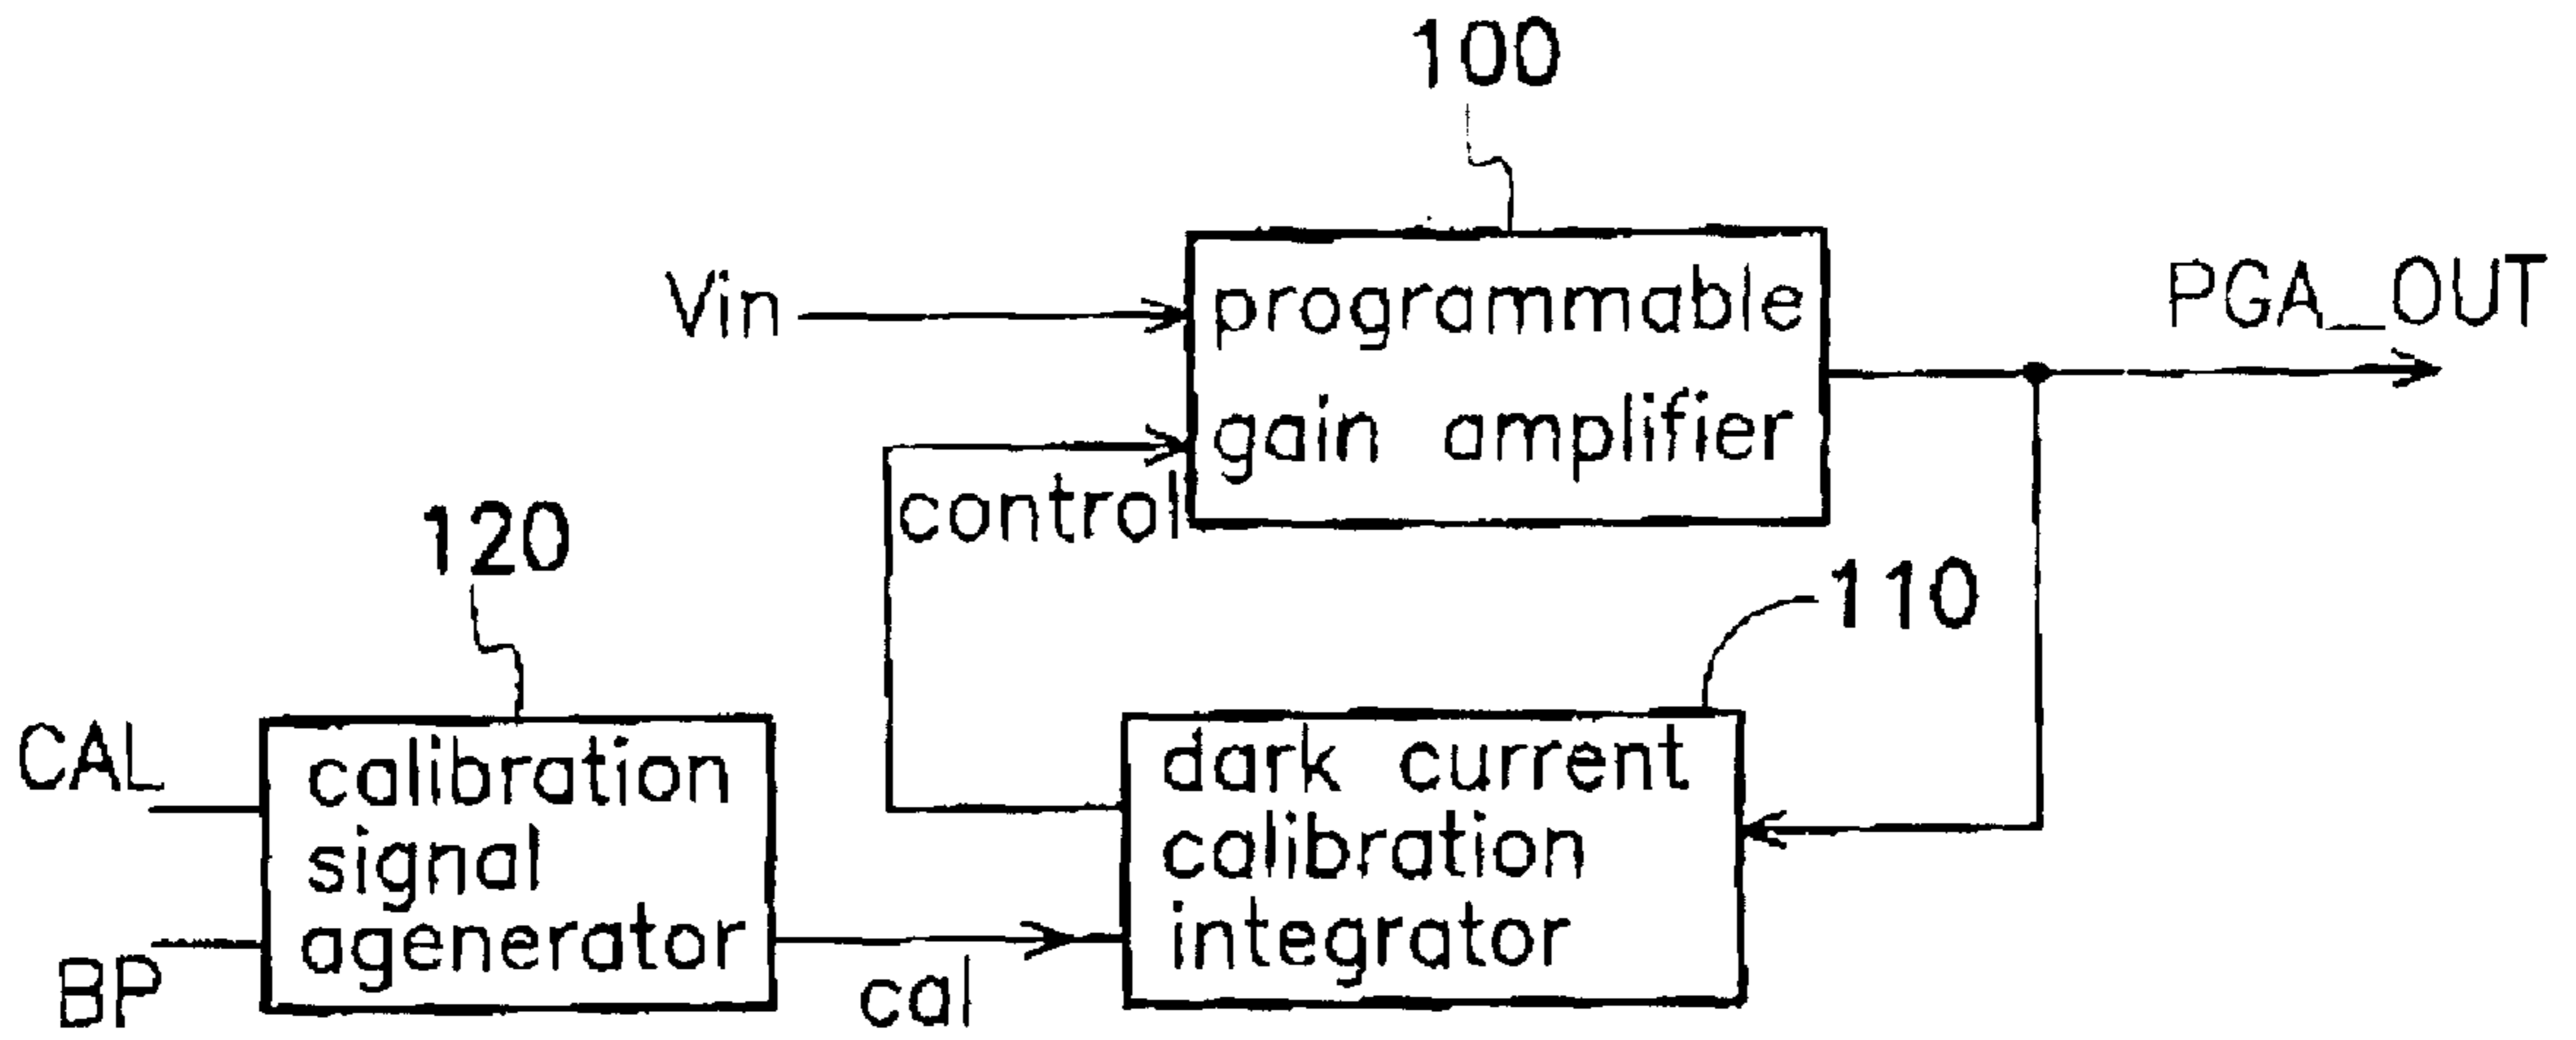 100
Vin
programmable
gain amplifier
PGA_OUT
control
120
110
CAL
BP
calibration
signal
agenerator
cal
dark current
calibration
integrator